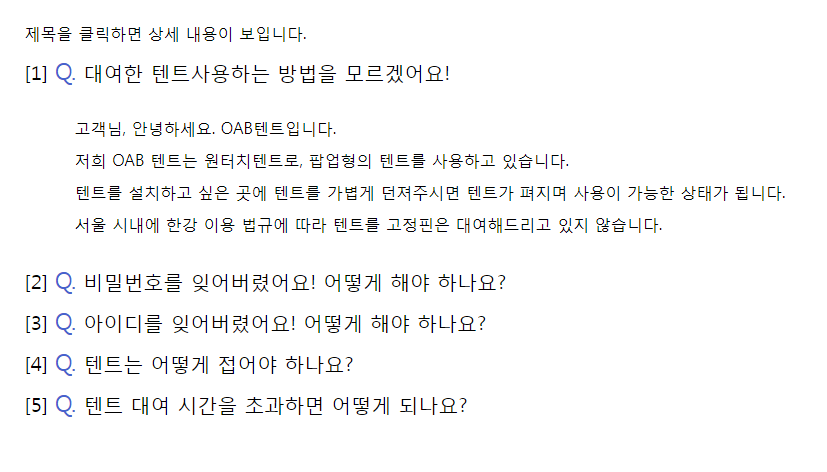 제목을 클릭하면 상세 내용이 보입니다.
[1] Q. 대여한 텐트사용하는 방법을 모르겠어요!
고객님, 안녕하세요. OAB텐트입니다.
저희 OAB 텐트는 원터치텐트로, 팝업형의 텐트를 사용하고 있습니다.
텐트를 설치하고 싶은 곳에 텐트를 가볍게 던져주시면 텐트가 펴지며 사용이 가능한 상태가 됩니다.
서울 시내에 한강 이용 법규에 따라 텐트를 고정핀은 대여해드리고 있지 않습니다.
[2] Q. 비밀번호를 잊어버렸어요! 어떻게 해야 하나요?
[3] Q. 아이디를 잊어버렸어요! 어떻게 해야 하나요?
[4] Q. 텐트는 어떻게 접어야 하나요?
[5] Q. 텐트 대여 시간을 초과하면 어떻게 되나요?